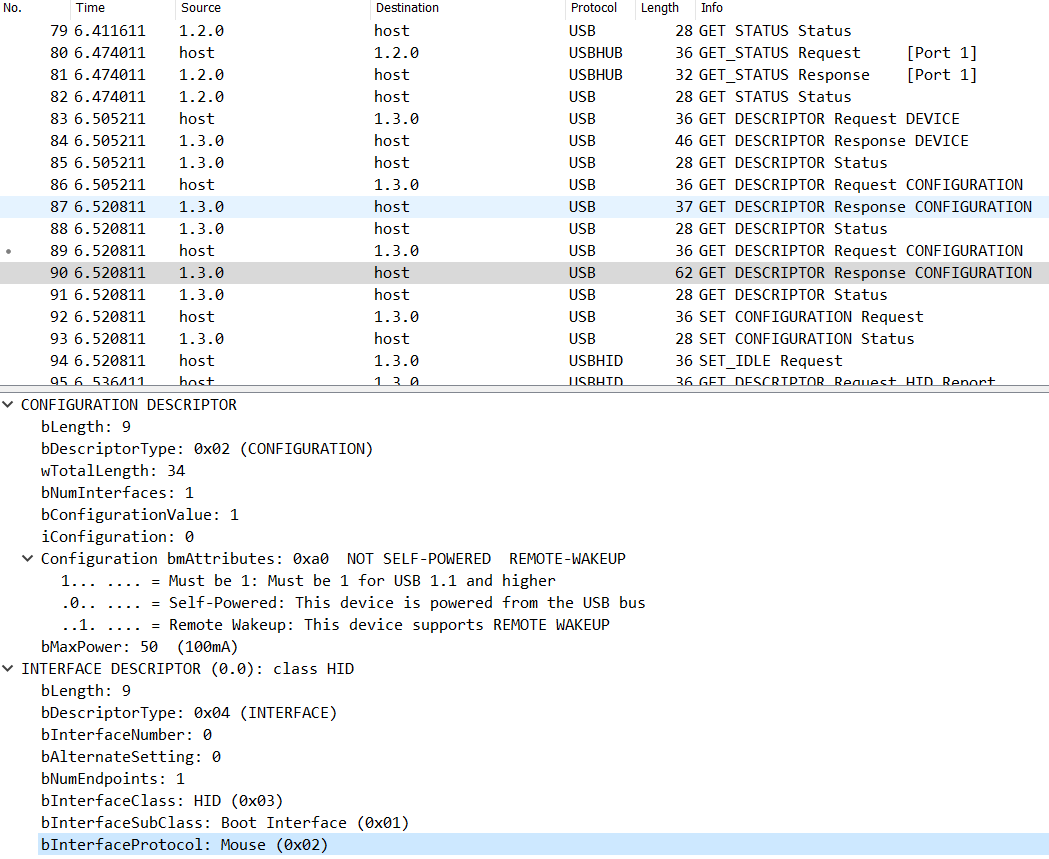 No. Time Source Destination Protocol Length Info
79 6.411611 1.2.0 host USB 28 GET STATUS Status
80 6.474011 host 1.2.0 USBHUB 36 GET_STATUS Request [Port 1]
81 6.474011 1.2.0 host USBHUB 32 GET_STATUS Response [Port 1]
82 6.474011 1.2.0 host USB 28 GET STATUS Status
83 6.505211 host 1.3.0 USB 36 GET DESCRIPTOR Request DEVICE
84 6.505211 1.3.0 host USB 46 GET DESCRIPTOR Response DEVICE
85 6.505211 1.3.0 host USB 28 GET DESCRIPTOR Status
86 6.505211 host 1.3.0 USB 36 GET DESCRIPTOR Request CONFIGURATION
87 6.520811 1.3.0 host USB 37 GET DESCRIPTOR Response CONFIGURATION
88 6.520811 1.3.0 host USB 28 GET DESCRIPTOR Status
89 6.520811 host 1.3.0 USB 36 GET DESCRIPTOR Request CONFIGURATION
90 6.520811 1.3.0 host USB 62 GET DESCRIPTOR Response CONFIGURATION
91 6.520811 1.3.0 host USB 28 GET DESCRIPTOR Status
92 6.520811 host 1.3.0 USB 36 SET CONFIGURATION Request
93 6.520811 1.3.0 host USB 28 SET CONFIGURATION Status
94 6.520811 host 1.3.0 USBHID 36 SET_IDLE Request
95 6.536411 host 1.3.0 USBHID 36 GET DESCRIPTOR Request HID Report
CONFIGURATION DESCRIPTOR
bLength: 9
bDescriptorType: 0x02 (CONFIGURATION)
wTotalLength: 34
bNumInterfaces: 1
bConfigurationValue: 1
iConfiguration: 0
Configuration bmAttributes: 0xa0 NOT SELF-POWERED REMOTE-WAKEUP
1... .... = Must be 1: Must be 1 for USB 1.1 and higher
.0.. .... = Self-Powered: This device is powered from the USB bus
..1. .... = Remote Wakeup: This device supports REMOTE WAKEUP
bMaxPower: 50 (100mA)
INTERFACE DESCRIPTOR (0.0): class HID
bLength: 9
bDescriptorType: 0x04 (INTERFACE)
bInterfaceNumber: 0
bAlternateSetting: 0
bNumEndpoints: 1
bInterfaceClass: HID (0x03)
bInterfaceSubClass: Boot Interface (0x01)
bInterfaceProtocol: Mouse (0x02)